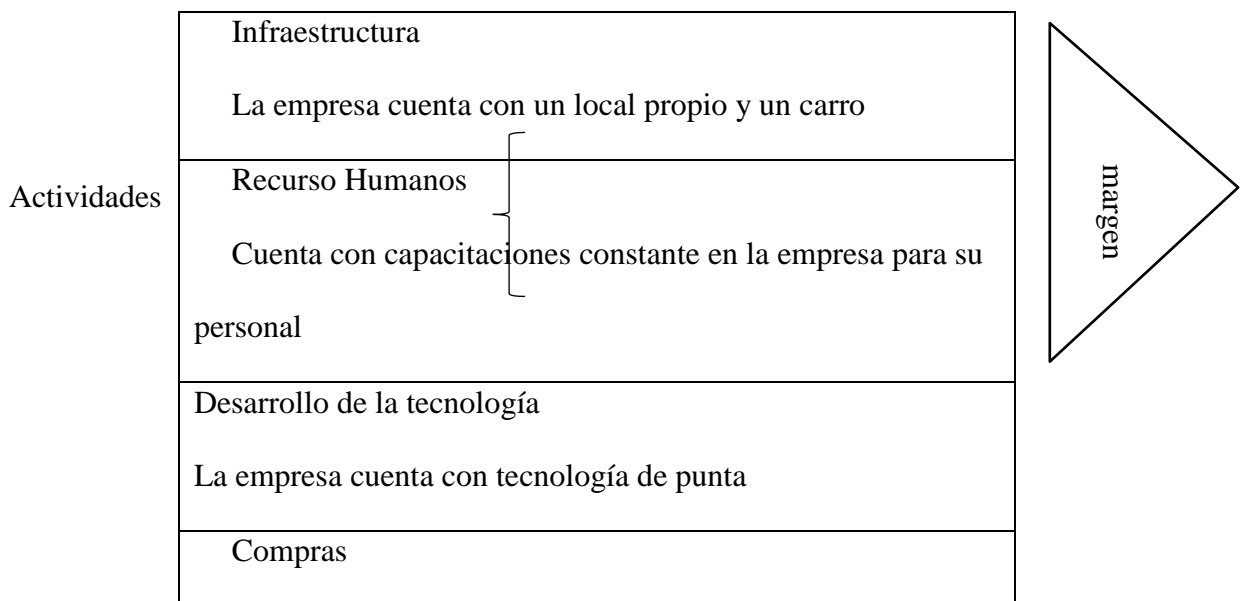 Infraestructura
La empresa cuenta con un local propio y un carro
Actividades
Recurso Humanos
Cuenta con capacitaciones constante en la empresa para su
personal
Desarrollo de la tecnología
La empresa cuenta con tecnología de punta
Compras
margen